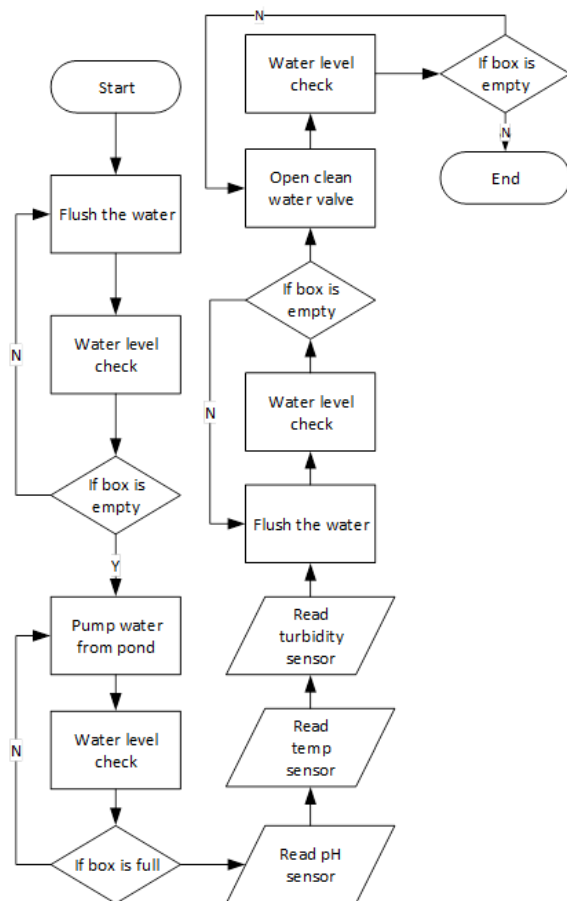 Start
Flush the water
Water level
check
N
If box is
empty
Y
Pump water
from pond
Water level
check
N
If box is full
Read pH
sensor
Read
temp
sensor
Read
turbidity
sensor
Flush the water
Water level
check
N
If box is
empty
Open clean
water valve
Water level
check
N
If box is
empty
N
End